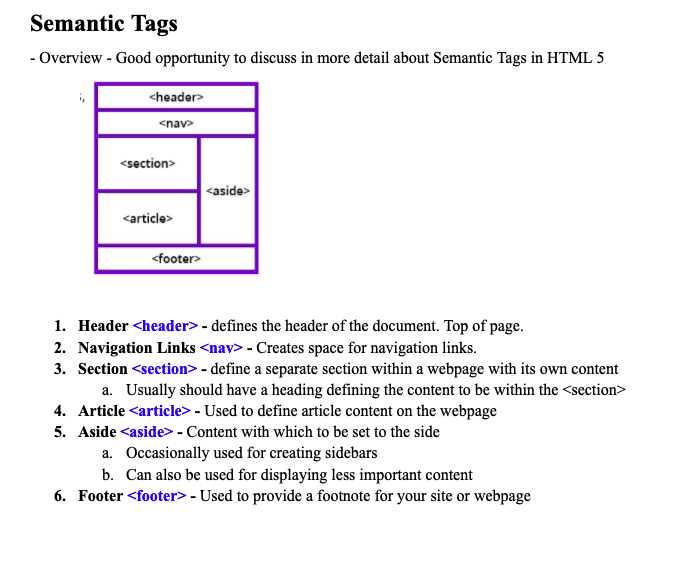 Semantic Tags
- Overview - Good opportunity to discuss in more detail about Semantic Tags in HTML 5
<header>
<nav>
<section>
<aside>
<article>
<footer>
1. Header <header> - defines the header of the document. Top of page.
2. Navigation Links <nav> - Creates space for navigation links.
3. Section <section> - define a separate section within a webpage with its own content
a. Usually should have a heading defining the content to be within the <section>
4. Article <article> - Used to define article content on the webpage
5. Aside <aside> - Content with which to be set to the side
a. Occasionally used for creating sidebars
b. Can also be used for displaying less important content
6. Footer <footer> - Used to provide a footnote for your site or webpage